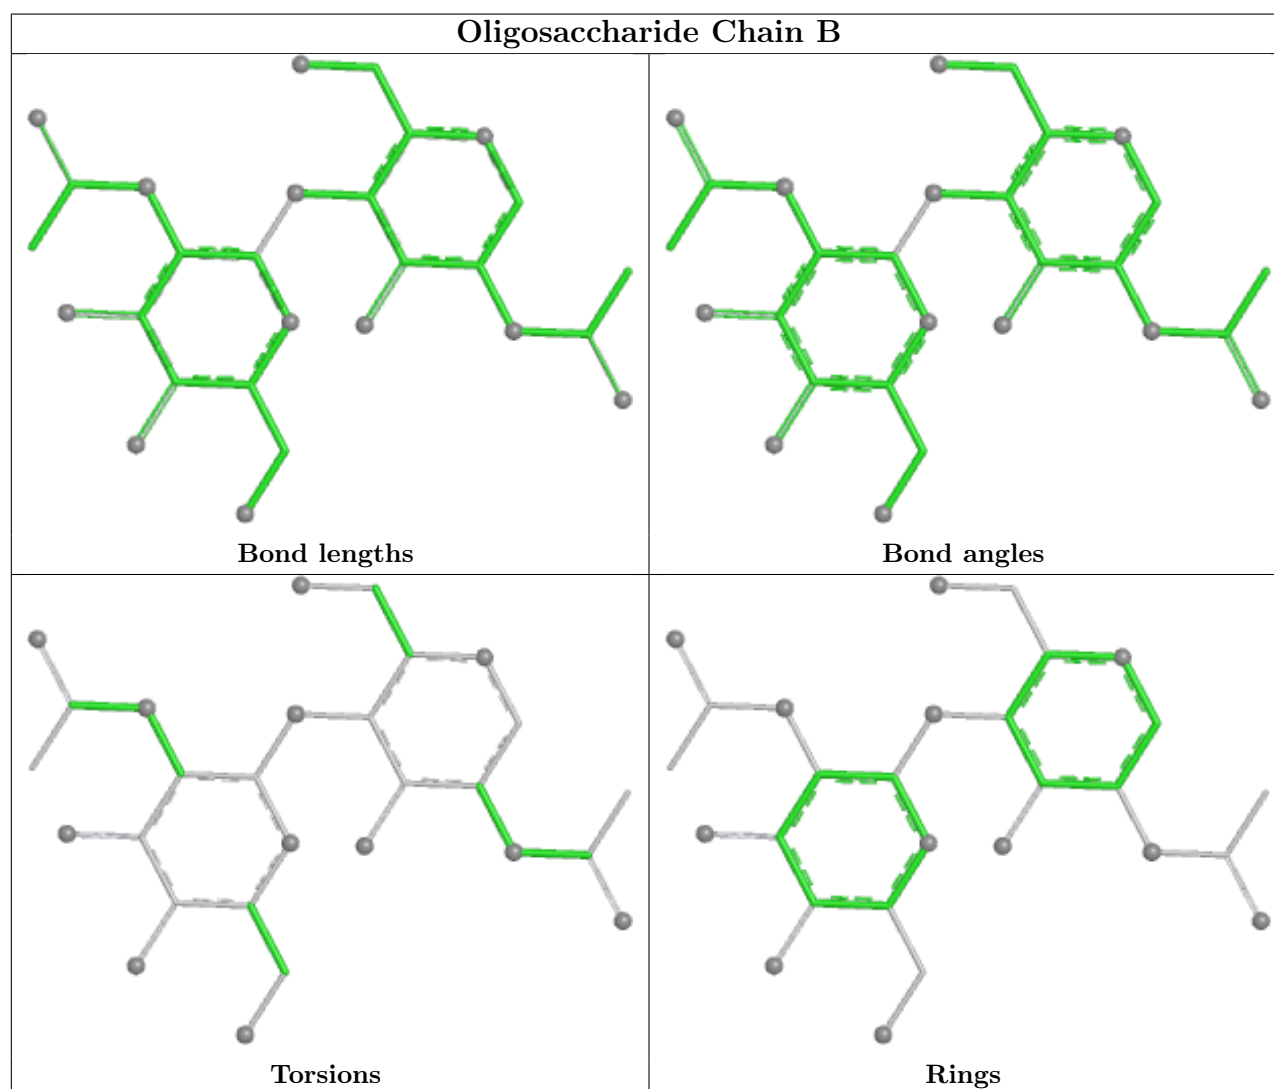 Oligosaccharide Chain B
Bond lengths
Bond angles
Torsions
Rings